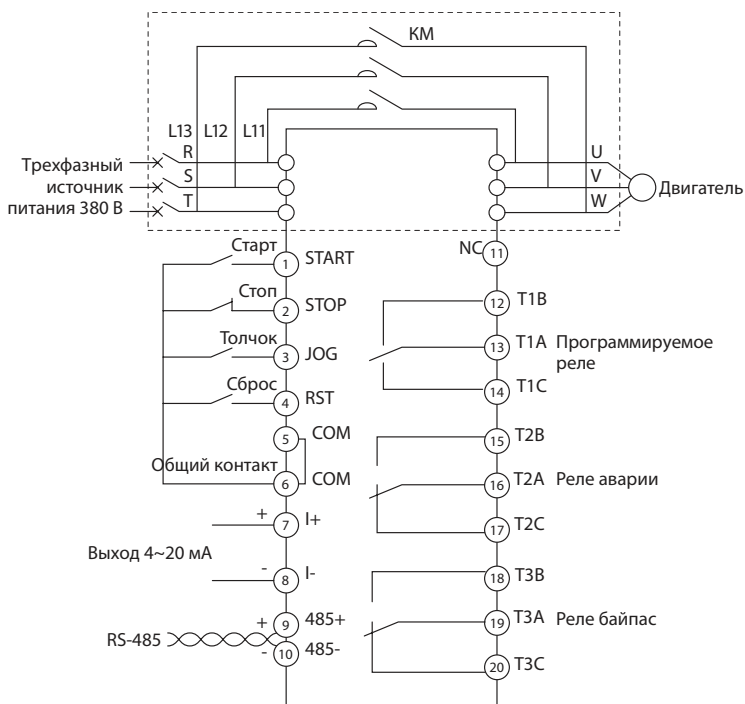 KM
L13 L12 L11
R
S
T
Трехфазный
источник
питания 380 В
U
V
W
Двигатель
Старт
1
START
Стоп
2
STOP
Толчок
3
JOG
Сброс
4
RST
5
COM
Общий контакт
6
COM
+
7
I+
Выход 4~20 мА
-
8
I-
+
9
485+
RS-485
-
10
485-
NC
11
12
T1B
13
T1A
Программируемое
реле
14
T1C
15
T2B
16
T2A
Реле аварии
17
T2C
18
T3B
19
T3A
Реле байпас
20
T3C